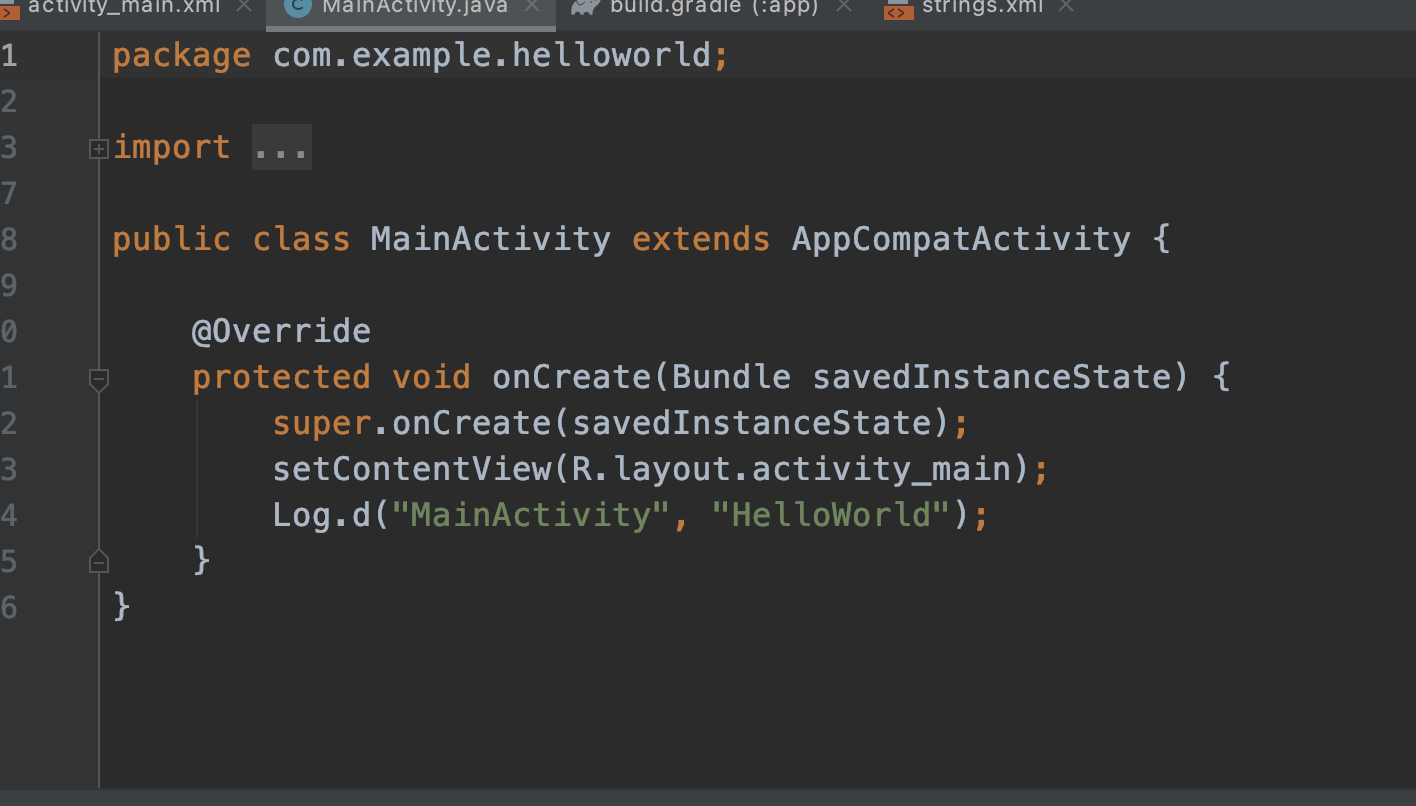 activity_main.xml MainActivity.java build.gradle (:app) strings.xml
1 package com.example.helloworld;
2
3 import ...
7
8 public class MainActivity extends AppCompatActivity {
9
0 @Override
1 protected void onCreate(Bundle savedInstanceState) {
2 super.onCreate(savedInstanceState);
3 setContentView(R.layout.activity_main);
4 Log.d("MainActivity", "HelloWorld");
5 }
6 }